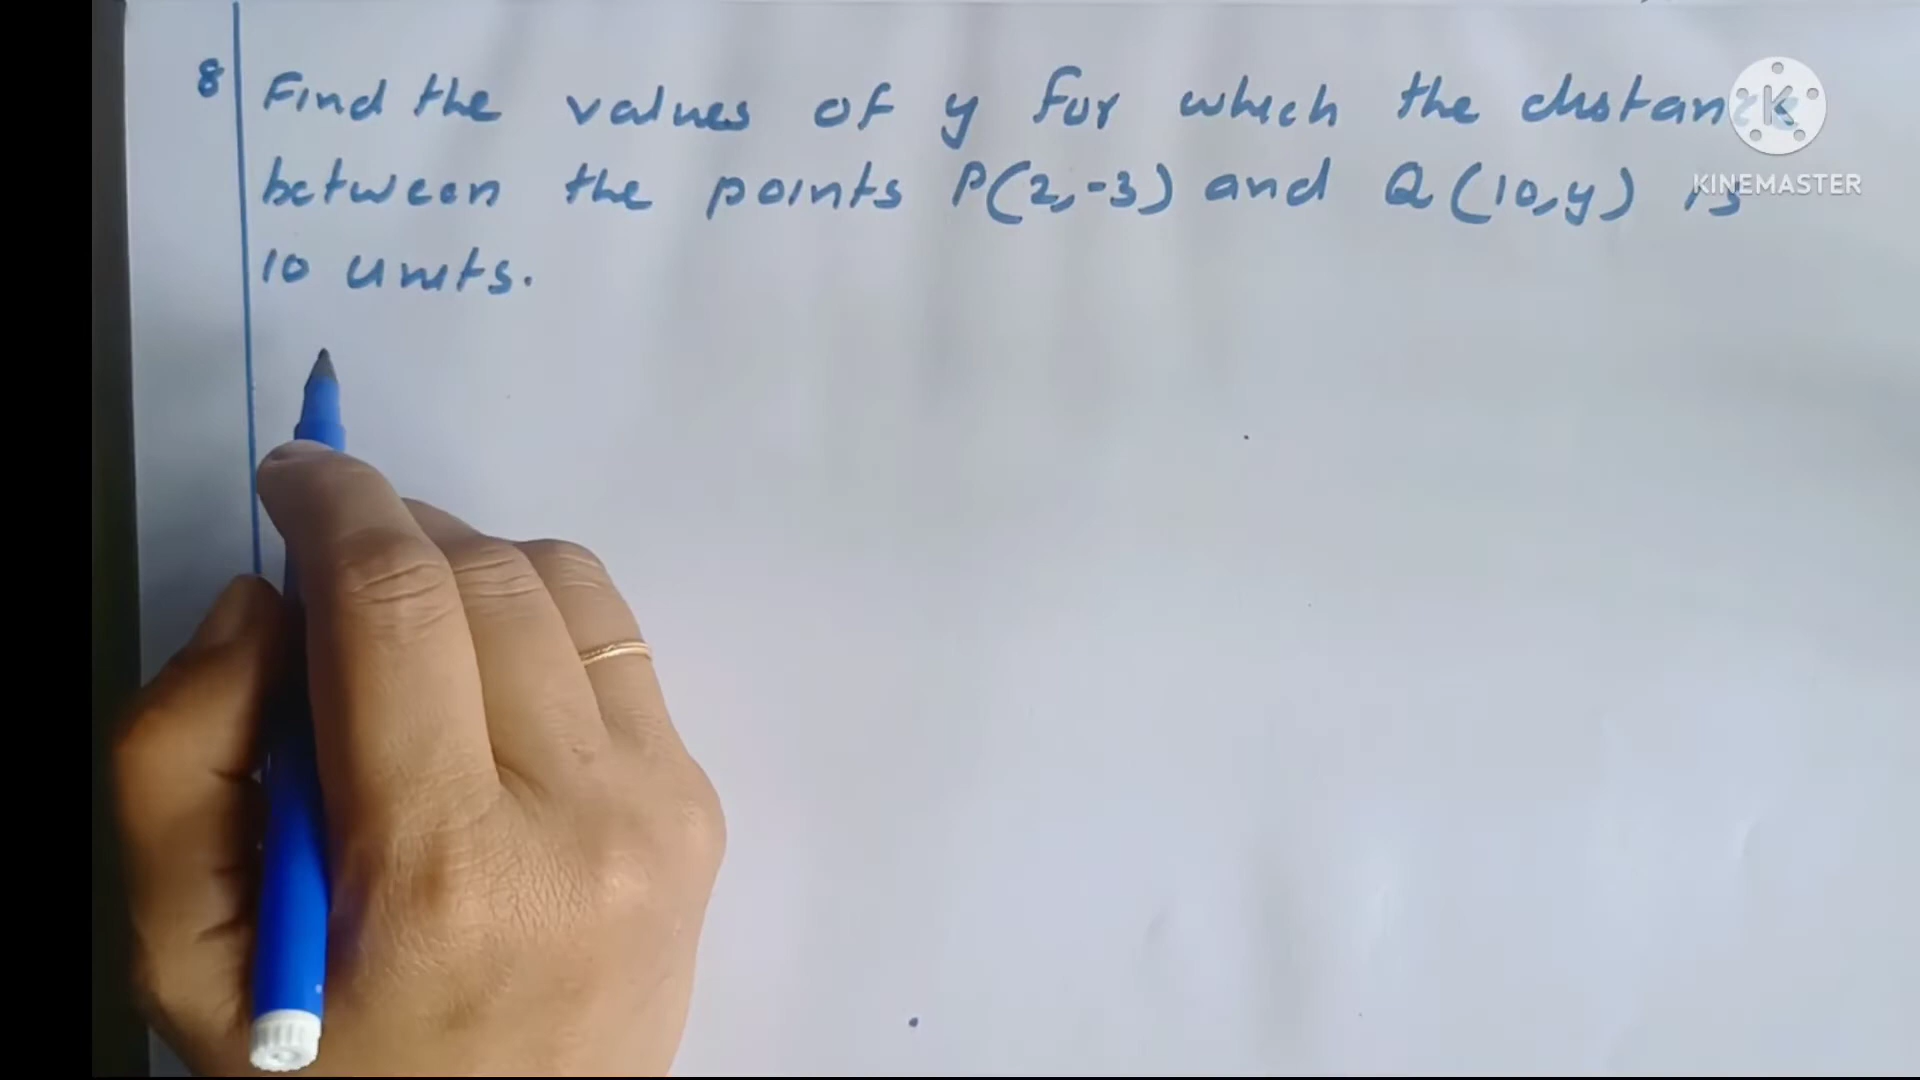 8 Find the values of y for which the distance
between the points P(2,-3) and Q(10,y) is
10 units.
K
KINEMASTER